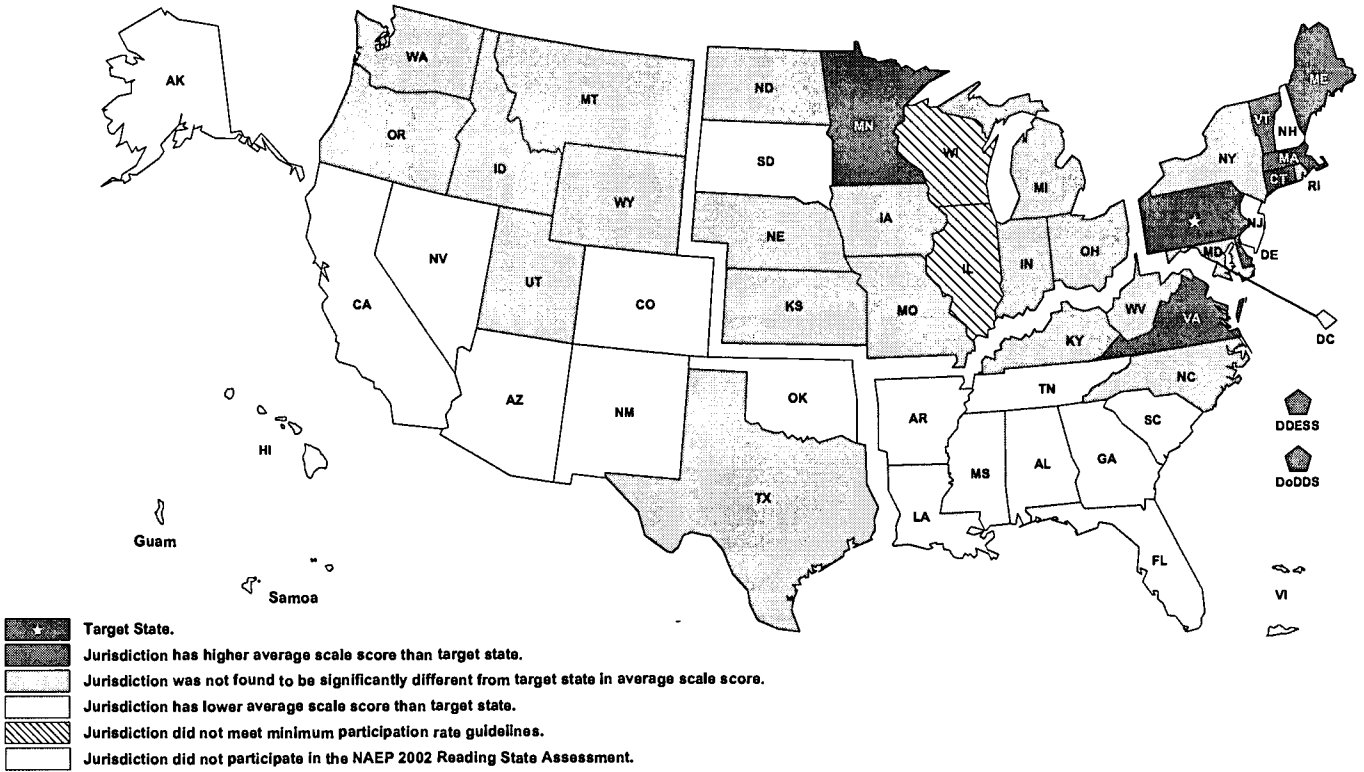 AK
WA
MT
OR
ID
WY
NV
UT
CA
CO
AZ
NM
HI
Guam
Samoa
ND
MN
SD
WI
MI
NE
IA
IL
IN
OH
KS
MO
KY
WV
VA
OK
AR
TN
NC
SC
TX
LA
MS
AL
GA
FL
ME
VT
NH
NY
MA
CT
RI
NJ
MD
DE
DC
DDESS
DoDDS
VI
Target State.
Jurisdiction has higher average scale score than target state.
Jurisdiction was not found to be significantly different from target state in average scale score.
Jurisdiction has lower average scale score than target state.
Jurisdiction did not meet minimum participation rate guidelines.
Jurisdiction did not participate in the NAEP 2002 Reading State Assessment.